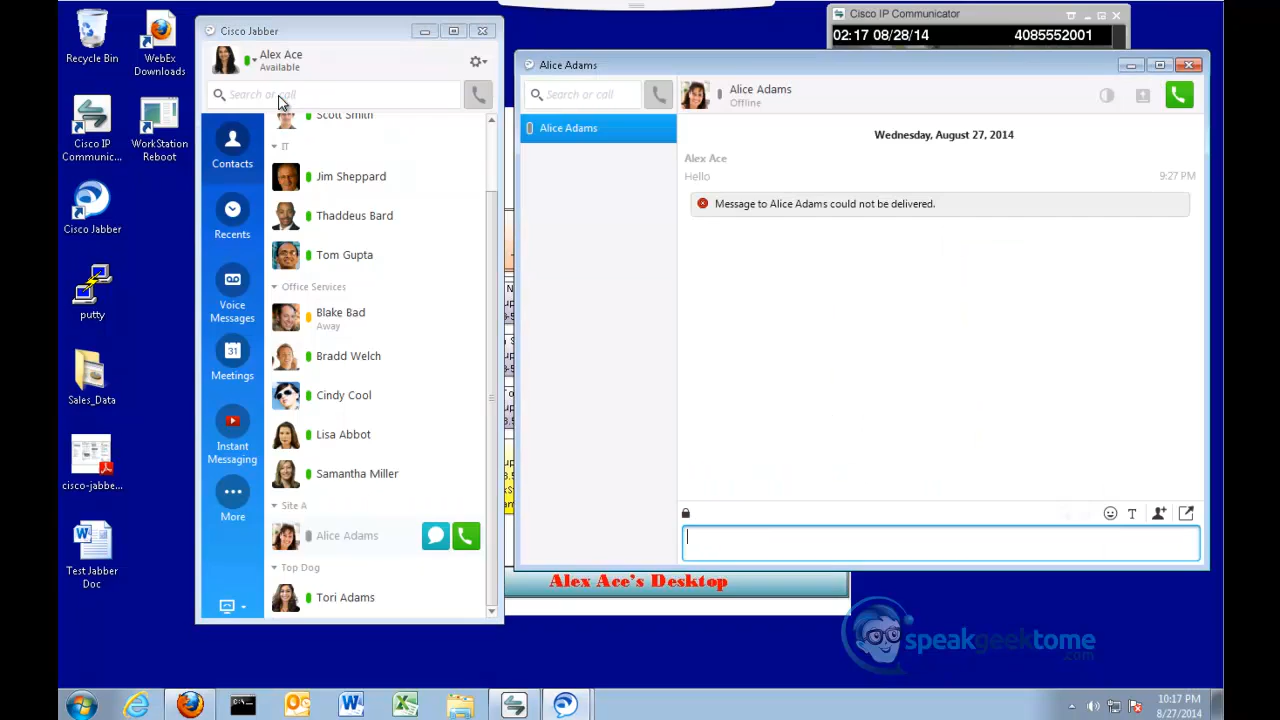 Recycle Bin
WebEx
Downloads
Cisco IP
Communic...
WorkStation
Reboot
Cisco Jabber
putty
Sales_Data
cisco-jabbe...
Test Jabber
Doc
Cisco Jabber
Alex Ace
Available
Search or call
Contacts
Recents
Voice
Messages
31
Meetings
Instant
Messaging
More
Scott Smith
IT
Jim Sheppard
Thaddeus Bard
Tom Gupta
Office Services
Blake Bad
Away
Bradd Welch
Cindy Cool
Lisa Abbot
Samantha Miller
Site A
Alice Adams
Top Dog
Tori Adams
Cisco IP Communicator
02:17 08/28/14 4085552001
Alice Adams
Search or call
Alice Adams
Alice Adams
Offline
Wednesday, August 27, 2014
Alex Ace
Hello 9:27 PM
Message to Alice Adams could not be delivered.
Alex Ace's Desktop
speakgeektome
.com
10:17 PM
8/27/2014